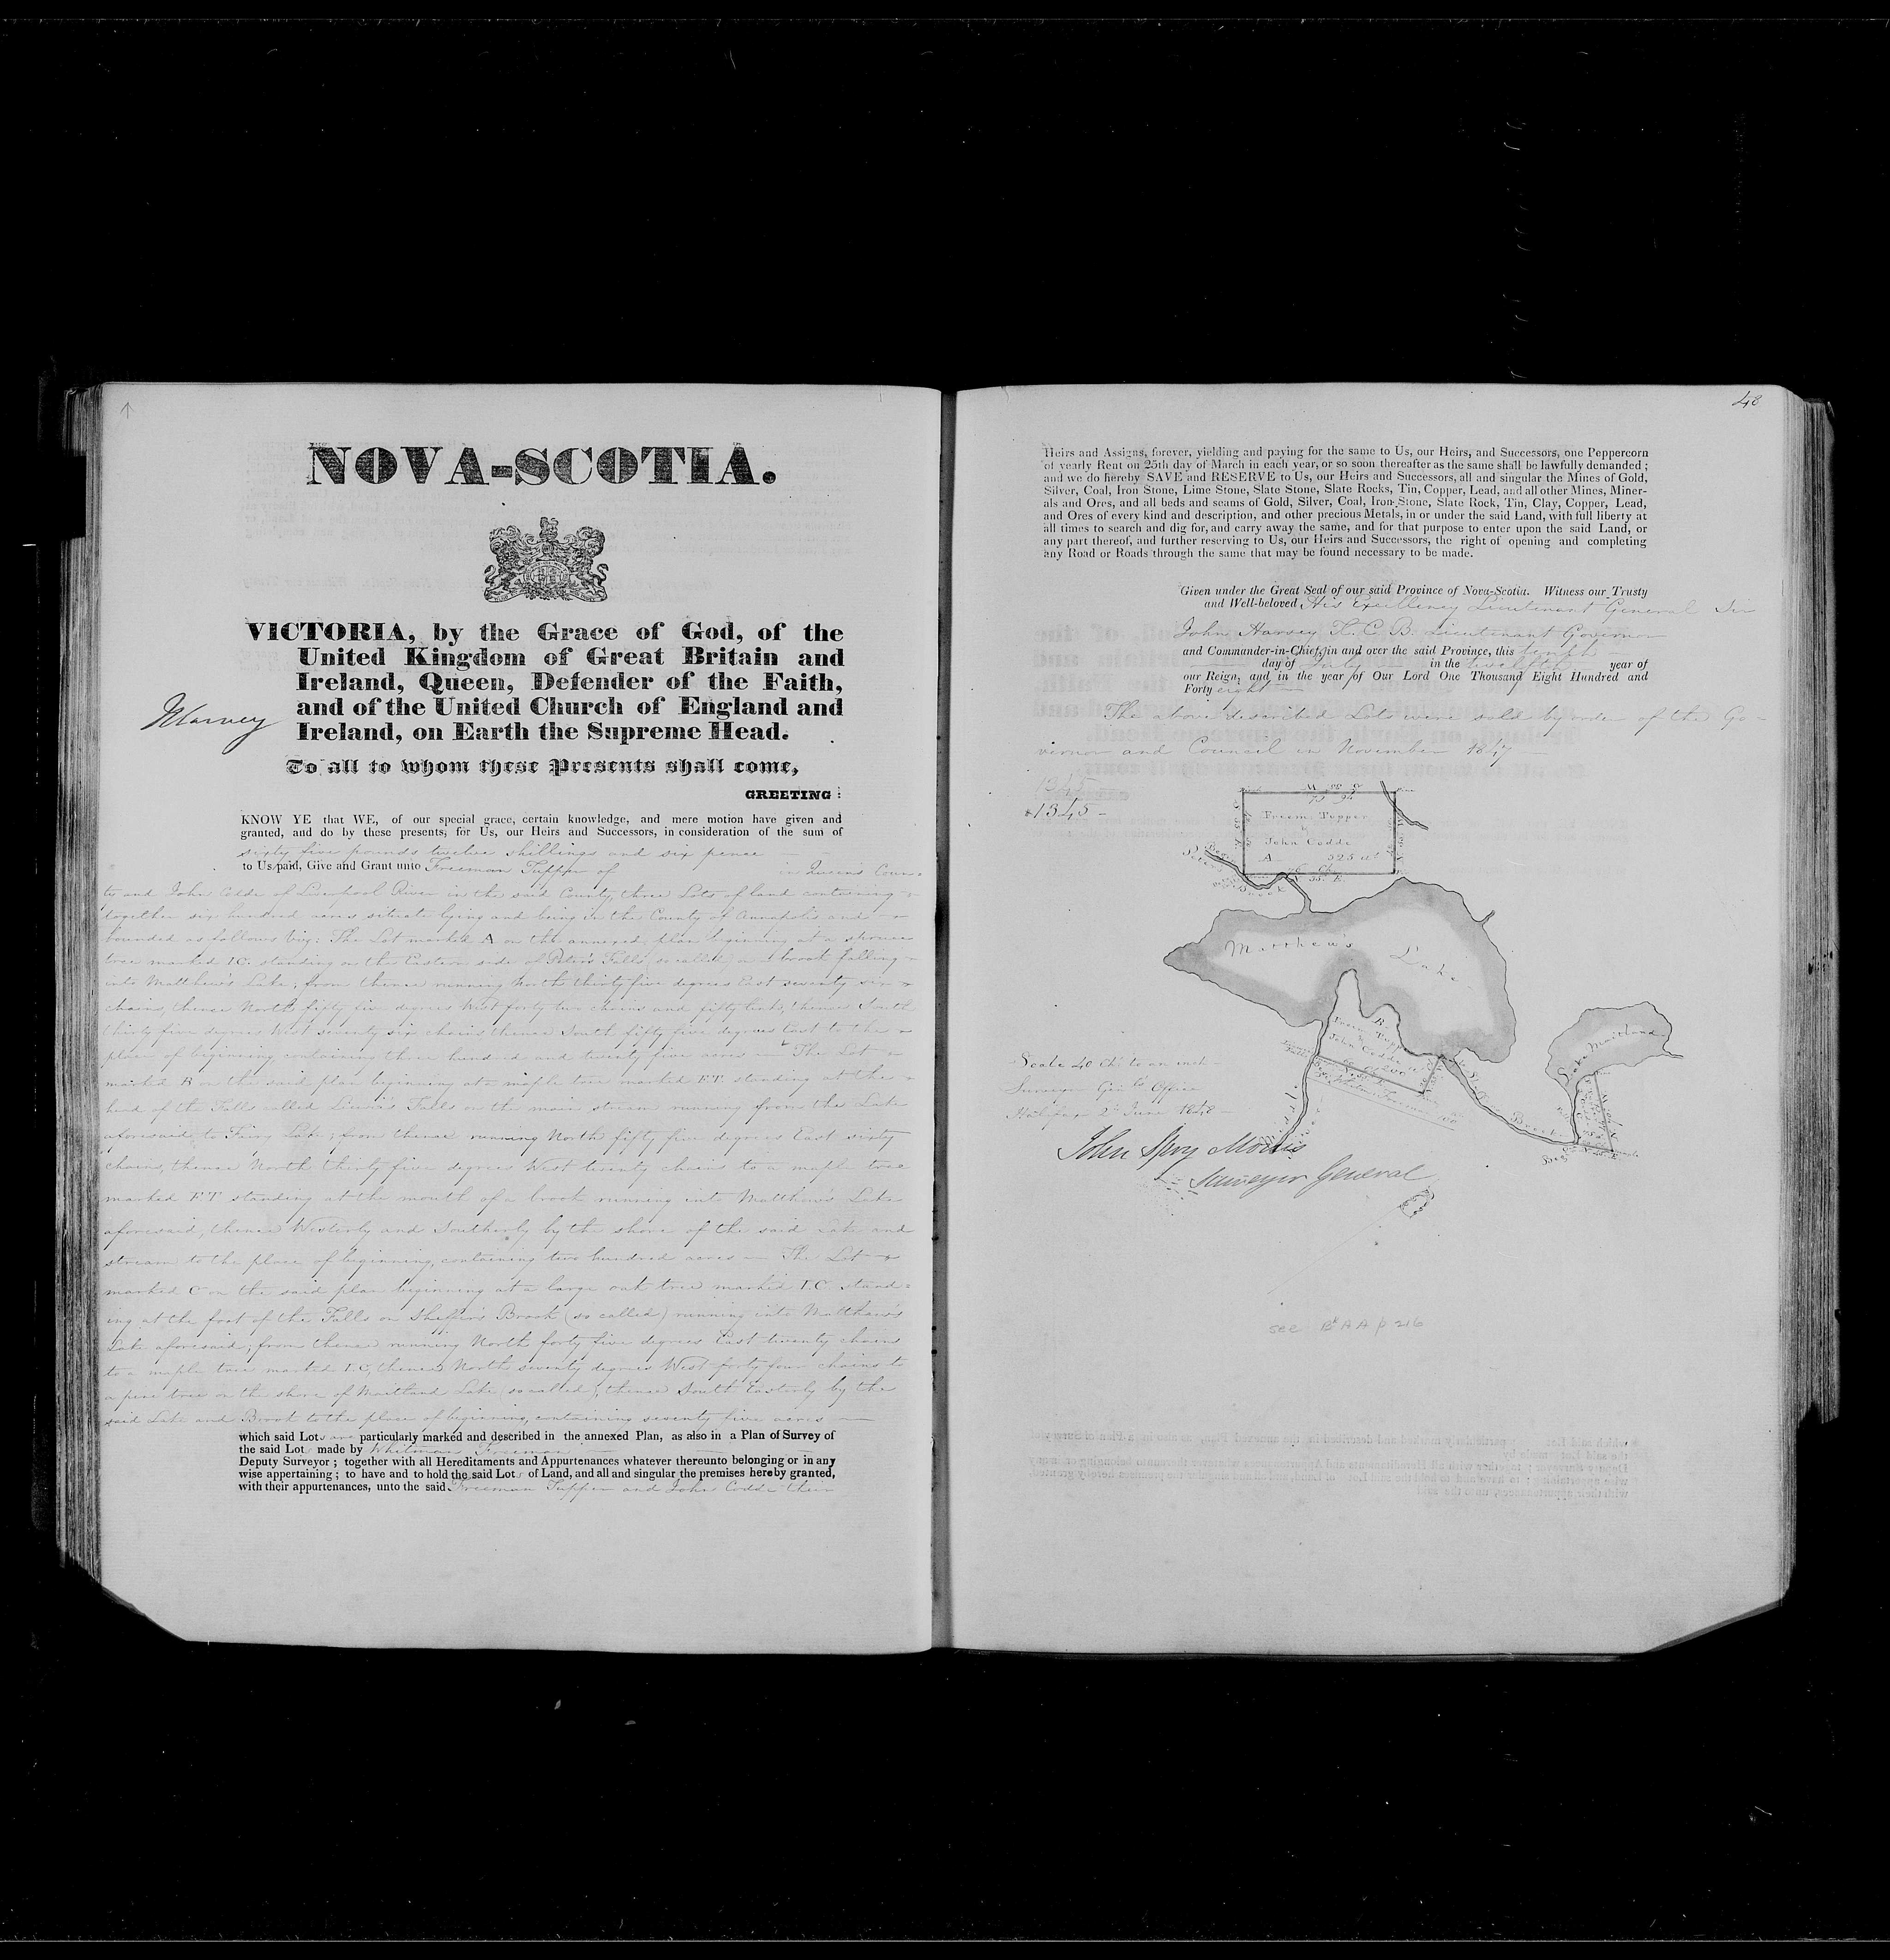 NOVA-SCOTIA.
VICTORIA, by the Grace of God, of the
United Kingdom of Great Britain and
Ireland, Queen, Defender of the Faith,
and of the United Church of England and
Ireland, on Earth the Supreme Head.
To all to whom these Presents shall come,
GREETING:
J Harvey
KNOW YE that WE, of our special grace, certain knowledge, and mere motion have given and
granted, and do by these presents, for Us, our Heirs and Successors, in consideration of the sum of
sixty five pounds twelve shillings and six pence
to Us paid, Give and Grant unto Freeman Tupper of in Queen's Coun=
ty and John Codde of Liverpool River in the said County, three Lots of land containing
together six hundred acres situate lying and being in the County of Annapolis and
bounded as follows viz: The Lot marked A on the annexed plan beginning at a spruce
tree marked I.C. standing on the Eastern side of Peter's Falls (so called) on a brook falling
into Matthew's Lake; from thence running North thirty five degrees East seventy six
chains, thence North fifty five degrees West forty two chains and fifty links, thence South
thirty five degrees West seventy six chains thence South fifty five degrees East to the
place of beginning containing three hundred and twenty five acres — The Lot
marked B on the said plan beginning at a maple tree marked F.T. standing at the
head of the Falls called Falls on the main stream running from the Lake
aforesaid to Fairy Lake; from thence running North fifty five degrees East sixty
chains, thence North thirty five degrees West twenty chains to a maple tree
marked F.T. standing at the mouth of a brook running into Matthew's Lake
aforesaid, thence Westerly and Southerly by the shore of the said Lake and
stream to the place of beginning, containing two hundred acres — The Lot
marked C on the said plan beginning at a large oak tree marked I.C. stand=
ing at the foot of the Falls on Brook (so called) running into Matthew's
Lake aforesaid; from thence running North forty five degrees East twenty chains
to a maple tree marked I.C, thence North seventy degrees West forty four chains to
a pine tree on the shore of Maitland Lake (so called), thence South Easterly by the
said Lake and Brook to the place of beginning, containing seventy five acres —
which said Lots are particularly marked and described in the annexed Plan, as also in a Plan of Survey of
the said Lots made by Whitman Freeman
Deputy Surveyor; together with all Hereditaments and Appurtenances whatever thereunto belonging or in any
wise appertaining; to have and to hold the said Lots of Land, and all and singular the premises hereby granted,
with their appurtenances, unto the said Freeman Tupper and John Codde their
48
Heirs and Assigns, forever, yielding and paying for the same to Us, our Heirs, and Successors, one Peppercorn
of yearly Rent on 25th day of March in each year, or so soon thereafter as the same shall be lawfully demanded;
and we do hereby SAVE and RESERVE to Us, our Heirs and Successors, all and singular the Mines of Gold,
Silver, Coal, Iron Stone, Lime Stone, Slate Stone, Slate Rocks, Tin, Copper, Lead, and all other Mines, Miner-
als and Ores, and all beds and seams of Gold, Silver, Coal, Iron-Stone, Slate Rock, Tin, Clay, Copper, Lead,
and Ores of every kind and description, and other precious Metals, in or under the said Land, with full liberty at
all times to search and dig for, and carry away the same, and for that purpose to enter upon the said Land, or
any part thereof, and further reserving to Us, our Heirs and Successors, the right of opening and completing
any Road or Roads through the same that may be found necessary to be made.
Given under the Great Seal of our said Province of Nova-Scotia. Witness our Trusty
and Well-beloved His Excellency Lieutenant General Sir
John Harvey K. C. B. Lieutenant Governor
and Commander-in-Chief, in and over the said Province, this tenth
day of July in the twelfth year of
our Reign, and in the year of Our Lord One Thousand Eight Hundred and
Forty eight
The above described Lots were sold by order of the Go-
vernor and Council in November 1847
1345
1345 -
Freem. Tupper
&
John Codde
A 325 acs
76 Chs
N 35° E.
Brook
Matthew's Lake
B
Freem. Tupper
John Codde
200
Lake Maitland
Brook
Scale 40 Chs to an inch
Surveyor Genls Office
Halifax 2d June 1848
John Spry Morris
Surveyor General
see Bk AA p 216